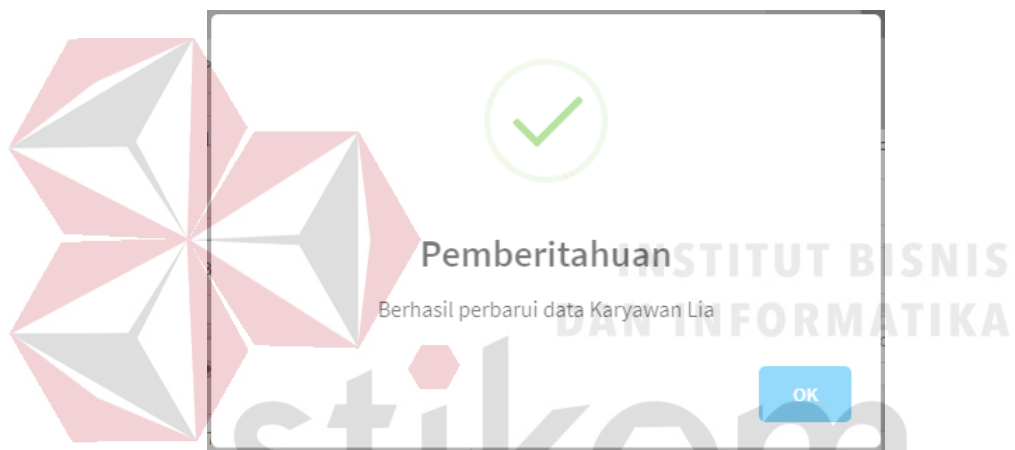 Pemberitahuan
Berhasil perbarui data Karyawan Lia
OK
INSTITUT BISNIS
DAN INFORMATIKA
stikom